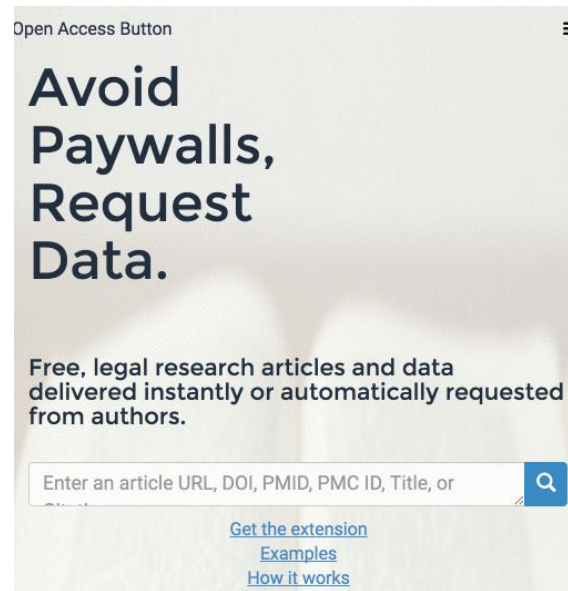 Open Access Button
Avoid
Paywalls,
Request
Data.
Free, legal research articles and data
delivered instantly or automatically requested
from authors.
Enter an article URL, DOI, PMID, PMC ID, Title, or
Get the extension
Examples
How it works